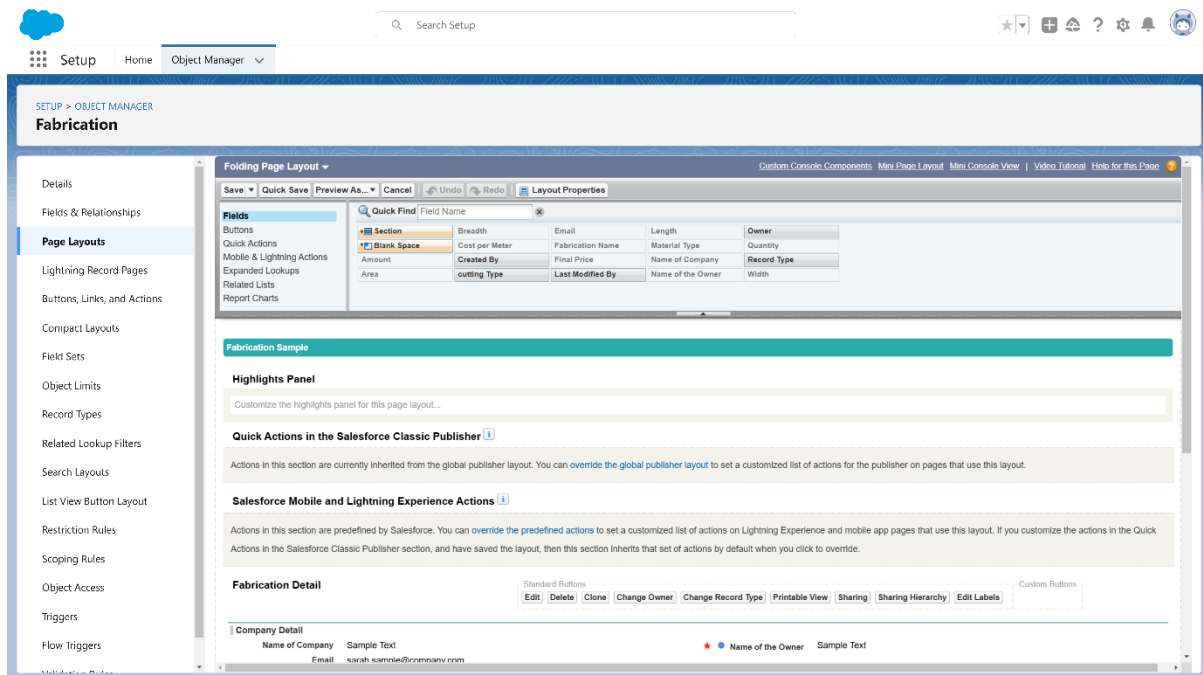 Search Setup
Setup
Home
Object Manager
SETUP > OBJECT MANAGER
Fabrication
Details
Fields & Relationships
Page Layouts
Lightning Record Pages
Buttons, Links, and Actions
Compact Layouts
Field Sets
Object Limits
Record Types
Related Lookup Filters
Search Layouts
List View Button Layout
Restriction Rules
Scoping Rules
Object Access
Triggers
Flow Triggers
Validation Rules
Folding Page Layout
Custom Console Components Mini Page Layout Mini Console View | Video Tutorial Help for this Page ?
Save Quick Save Preview As... Cancel Undo Redo Layout Properties
Fields
Buttons
Quick Actions
Mobile & Lightning Actions
Expanded Lookups
Related Lists
Report Charts
Quick Find Field Name
Section Breadth Email Length Owner
Blank Space Cost per Meter Fabrication Name Material Type Quantity
Amount Created By Final Price Name of Company Record Type
Area cutting Type Last Modified By Name of the Owner Width
Fabrication Sample
Highlights Panel
Customize the highlights panel for this page layout...
Quick Actions in the Salesforce Classic Publisher i
Actions in this section are currently inherited from the global publisher layout. You can override the global publisher layout to set a customized list of actions for the publisher on pages that use this layout.
Salesforce Mobile and Lightning Experience Actions i
Actions in this section are predefined by Salesforce. You can override the predefined actions to set a customized list of actions on Lightning Experience and mobile app pages that use this layout. If you customize the actions in the Quick
Actions in the Salesforce Classic Publisher section, and have saved the layout, then this section inherits that set of actions by default when you click to override.
Fabrication Detail
Standard Buttons
Edit Delete Clone Change Owner Change Record Type Printable View Sharing Sharing Hierarchy Edit Labels
Custom Buttons
Company Detail
Name of Company Sample Text
* Name of the Owner Sample Text
Email sarah.sample@company.com